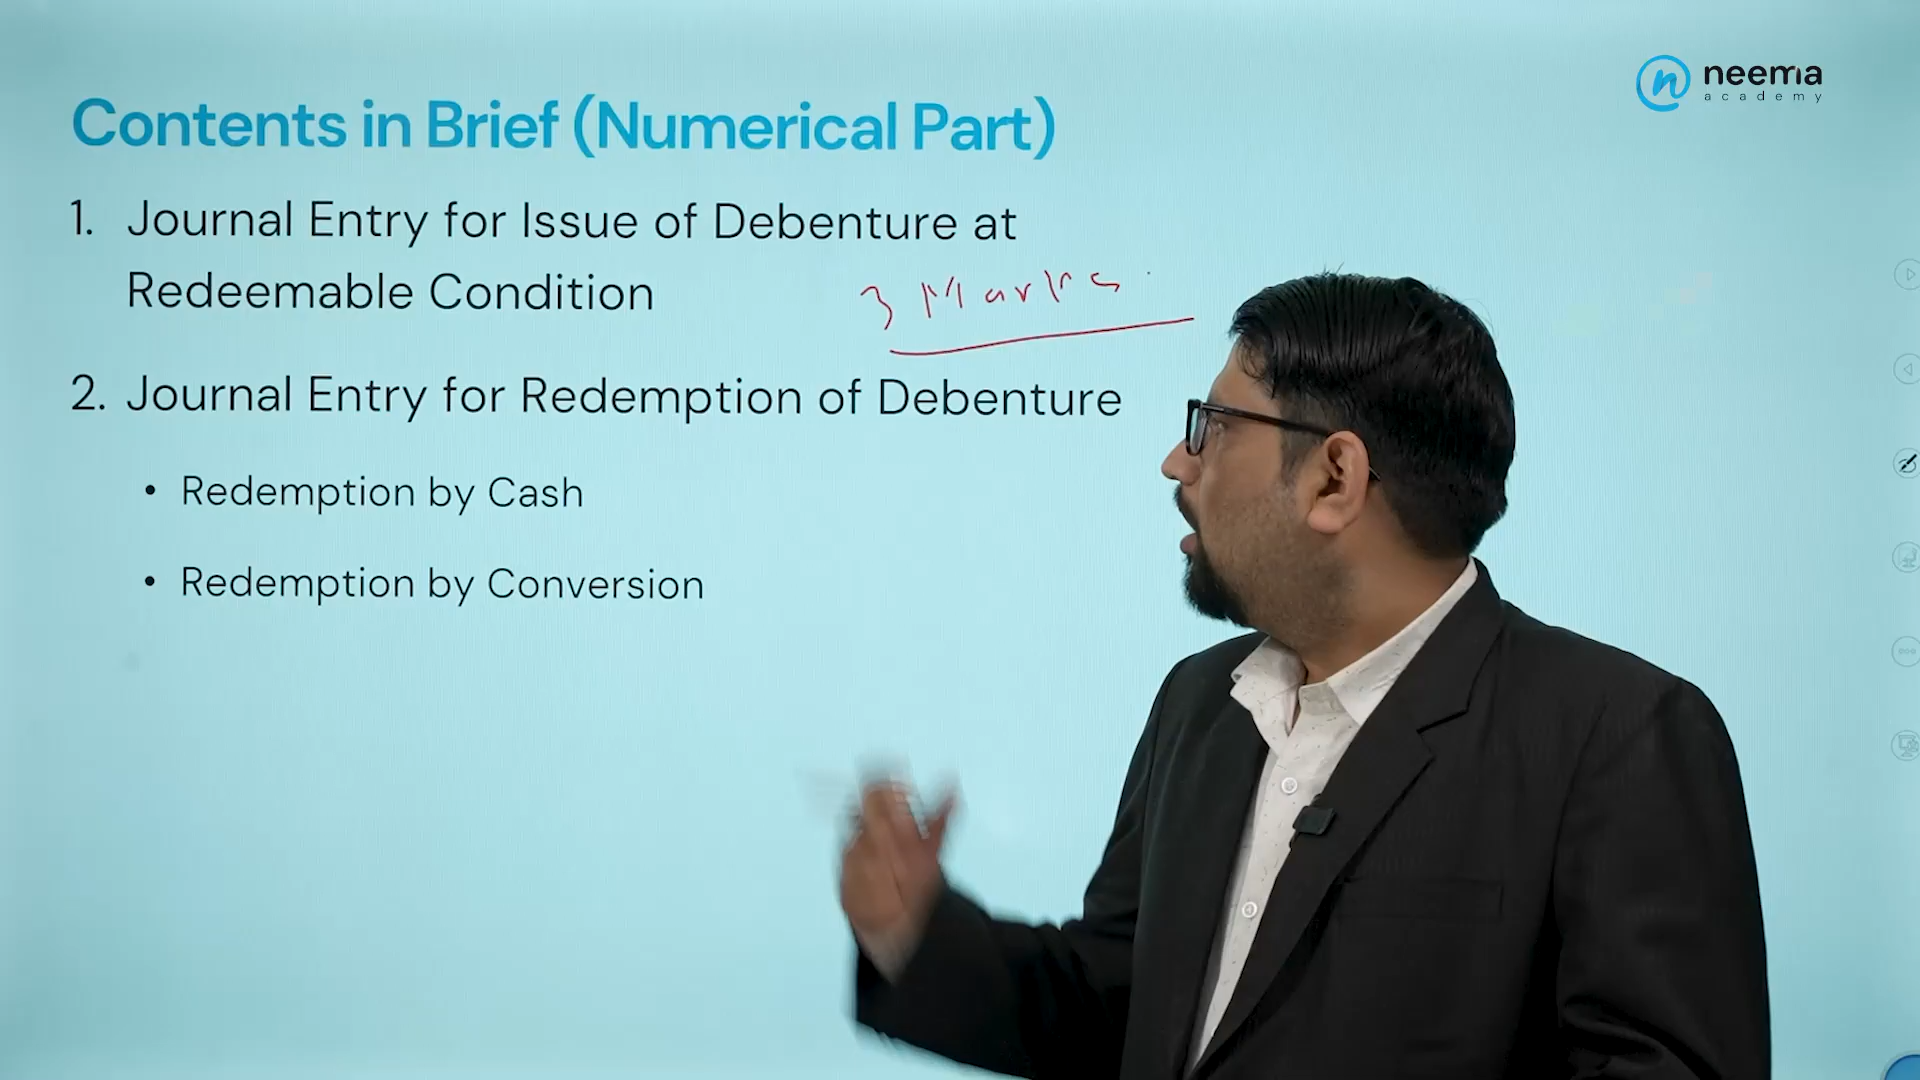 neema
academy
Contents in Brief (Numerical Part)
1. Journal Entry for Issue of Debenture at
Redeemable Condition
3 Marks
2. Journal Entry for Redemption of Debenture
• Redemption by Cash
• Redemption by Conversion